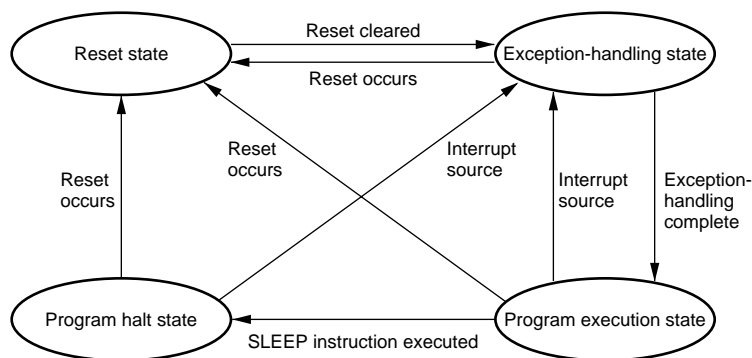 Reset cleared
Reset state
Exception-handling state
Reset occurs
Reset
occurs
Reset
occurs
Interrupt
source
Interrupt
source
Exception-
handling
complete
Program halt state
Program execution state
SLEEP instruction executed